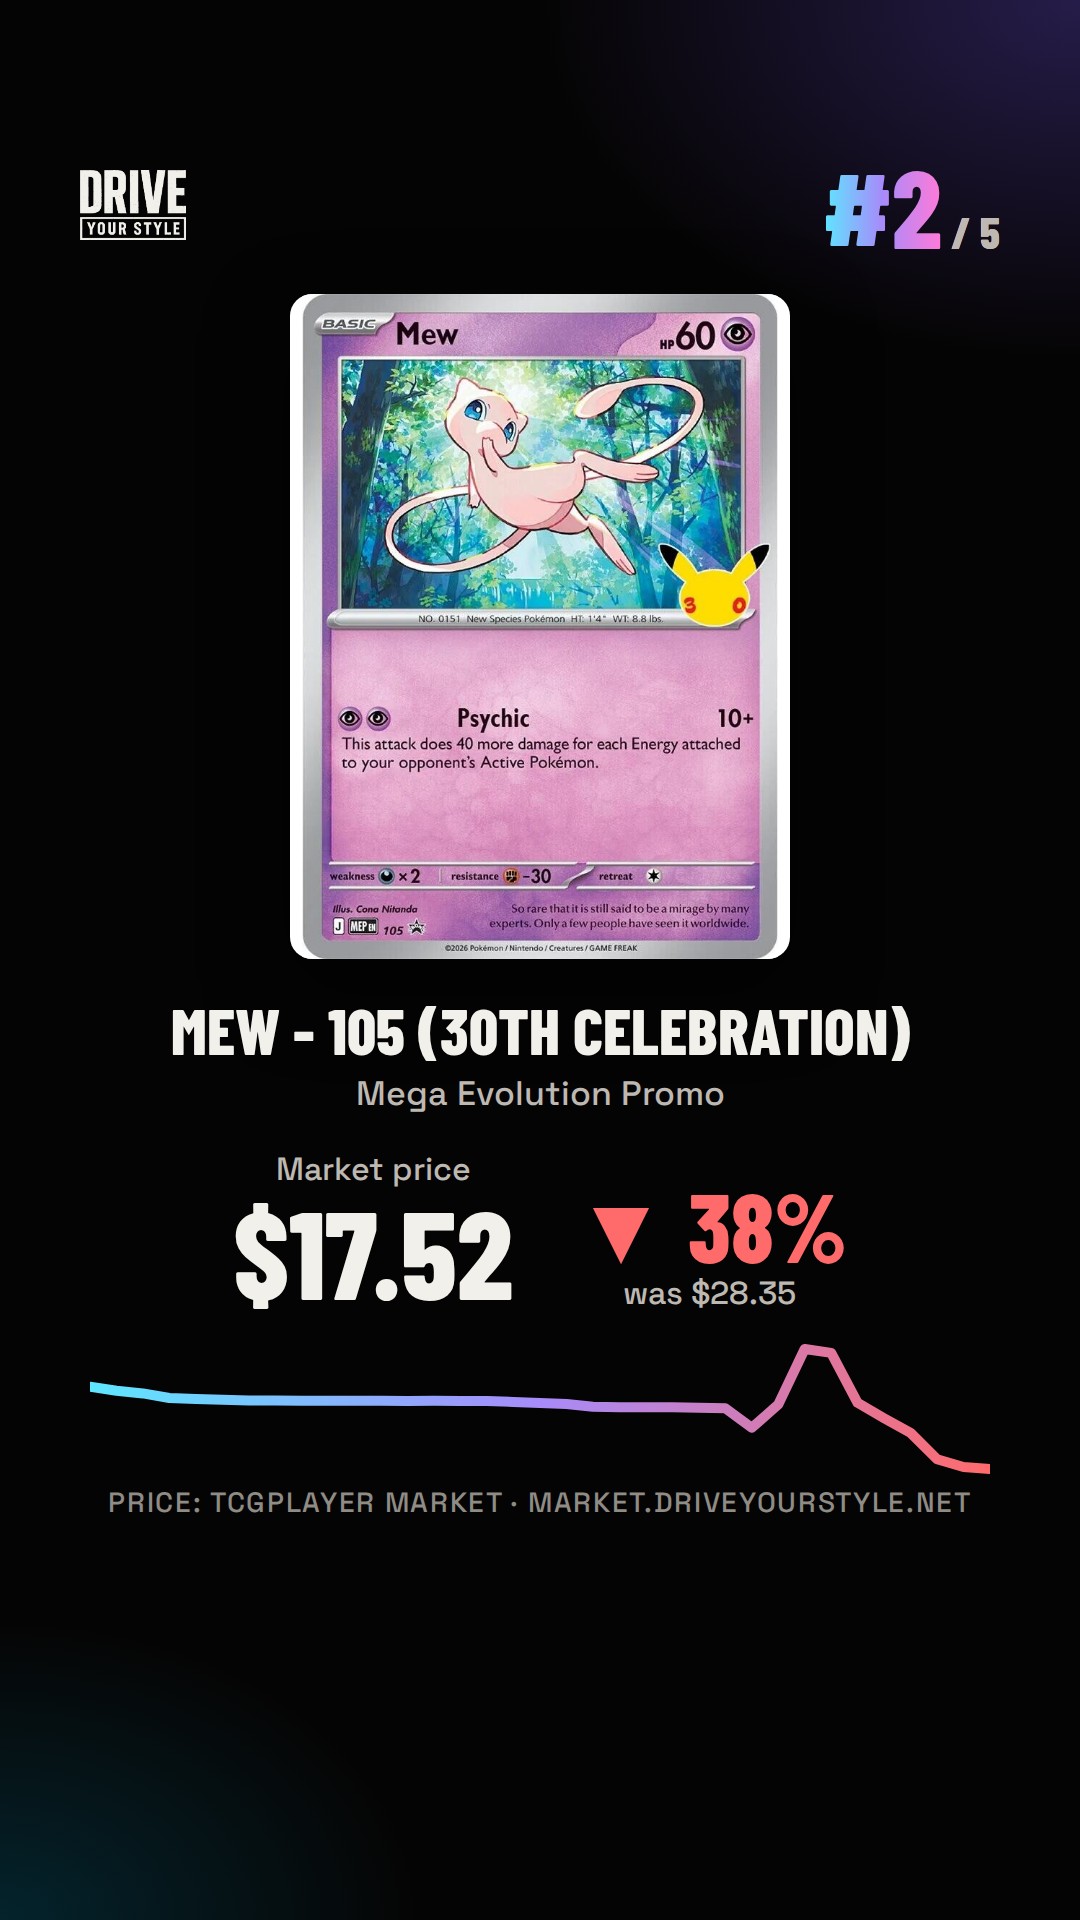 DRIVE
YOUR STYLE
#2 / 5
BASIC Mew HP 60
3 0
NO. 0151 New Species Pokémon HT: 1'4" WT: 8.8 lbs.
Psychic 10+
This attack does 40 more damage for each Energy attached
to your opponent's Active Pokémon.
weakness ×2 resistance -30 retreat
Illus. Cona Nitanda
So rare that it is still said to be a mirage by many
experts. Only a few people have seen it worldwide.
J MEP EN 105
©2026 Pokémon / Nintendo / Creatures / GAME FREAK
MEW - 105 (30TH CELEBRATION)
Mega Evolution Promo
Market price
$17.52
▼ 38%
was $28.35
PRICE: TCGPLAYER MARKET · MARKET.DRIVEYOURSTYLE.NET